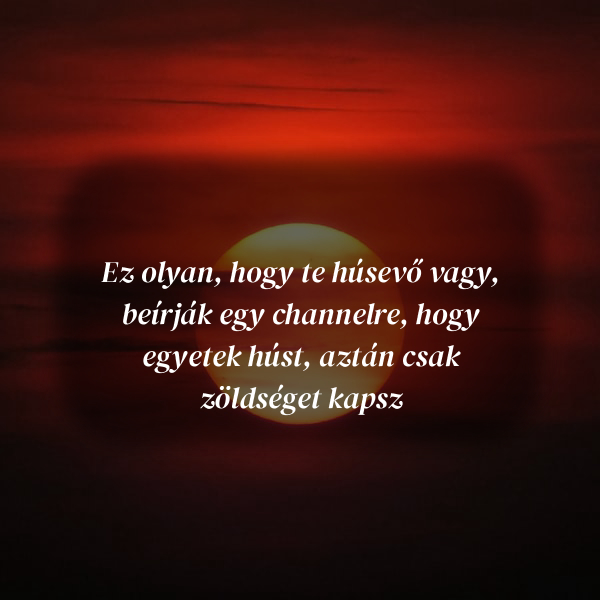 Ez olyan, hogy te húsevő vagy,
beírják egy channelre, hogy
egyetek húst, aztán csak
zöldséget kapsz